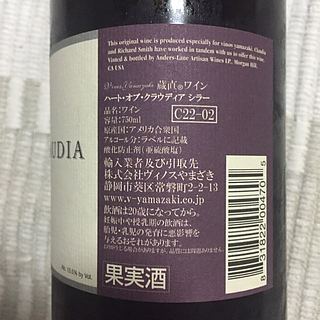 This original wine is produced especially for vinos yamazaki. Claudia
and Richard Smith have worked in tandem us to offer this wine.
Vinted & bottled by Anders-Lane Artisan Wines LP., Morgan Hill,
CA USA
Vinos Yamazaki 蔵直®ワイン
ハート・オブ・クラウディア シラー
品名:ワイン
C22-02
容量:750ml
原産国:アメリカ合衆国
アルコール分:ラベルに記載
酸化防止剤(亜硫酸塩)
輸入業者及び引取先
株式会社ヴィノスやまざき
静岡市葵区常磐町2-2-13
www.v-yamazaki.co.jp
飲酒は20歳になってから。
妊娠中や授乳期の飲酒は、
胎児・乳児の発育に悪影響を
与えるおそれがあります。
果実酒
UDIA
by Vol.
8 31822 00470 5